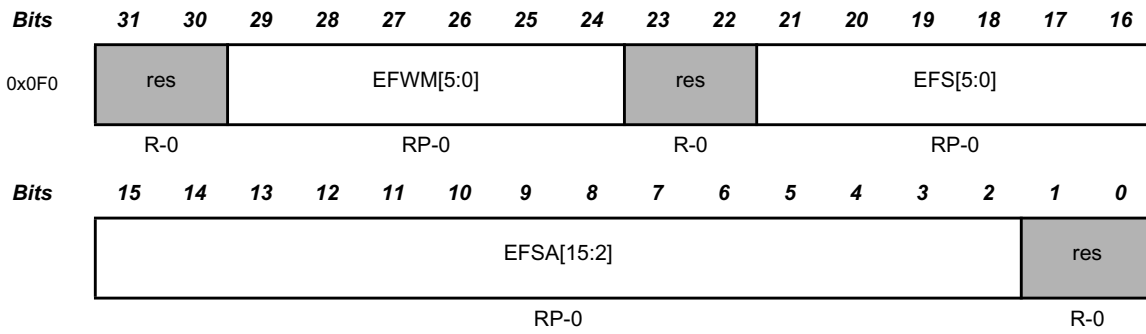 Bits 31 30 29 28 27 26 25 24 23 22 21 20 19 18 17 16
0x0F0 res EFWM[5:0] res EFS[5:0]
R-0 RP-0 R-0 RP-0
Bits 15 14 13 12 11 10 9 8 7 6 5 4 3 2 1 0
EFSA[15:2] res
RP-0 R-0